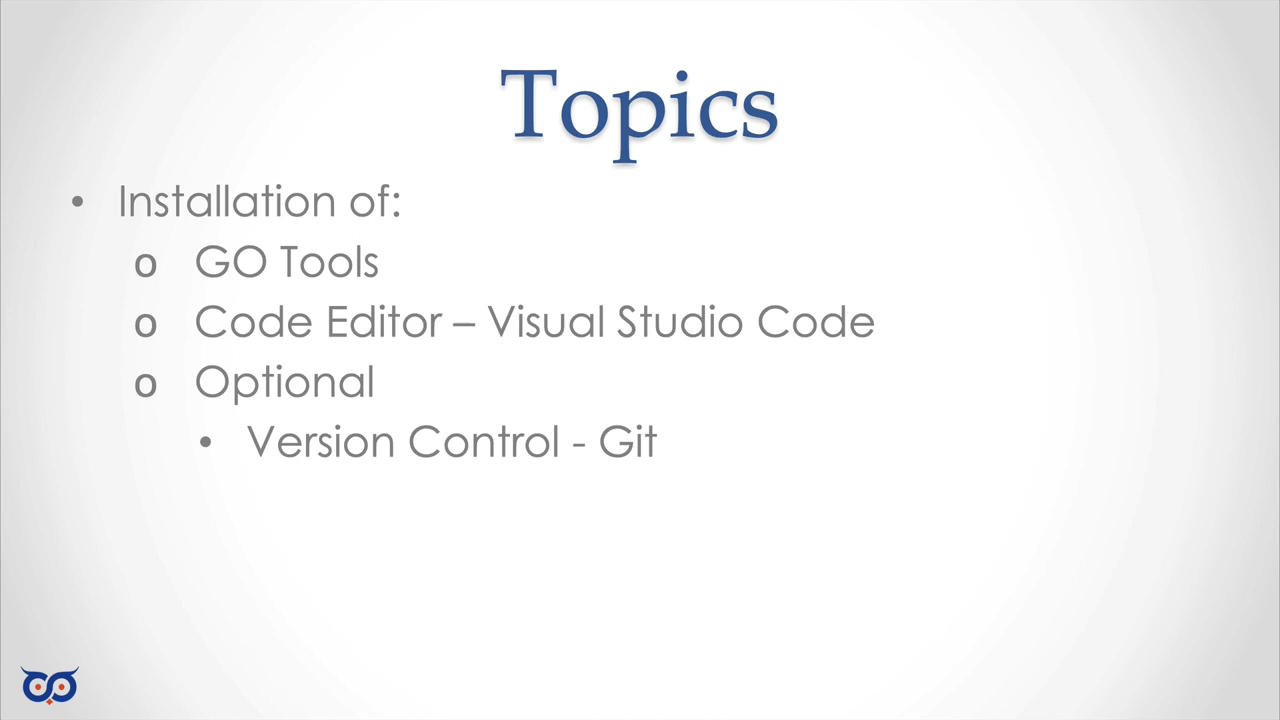 Topics
• Installation of:
o GO Tools
o Code Editor – Visual Studio Code
o Optional
• Version Control - Git